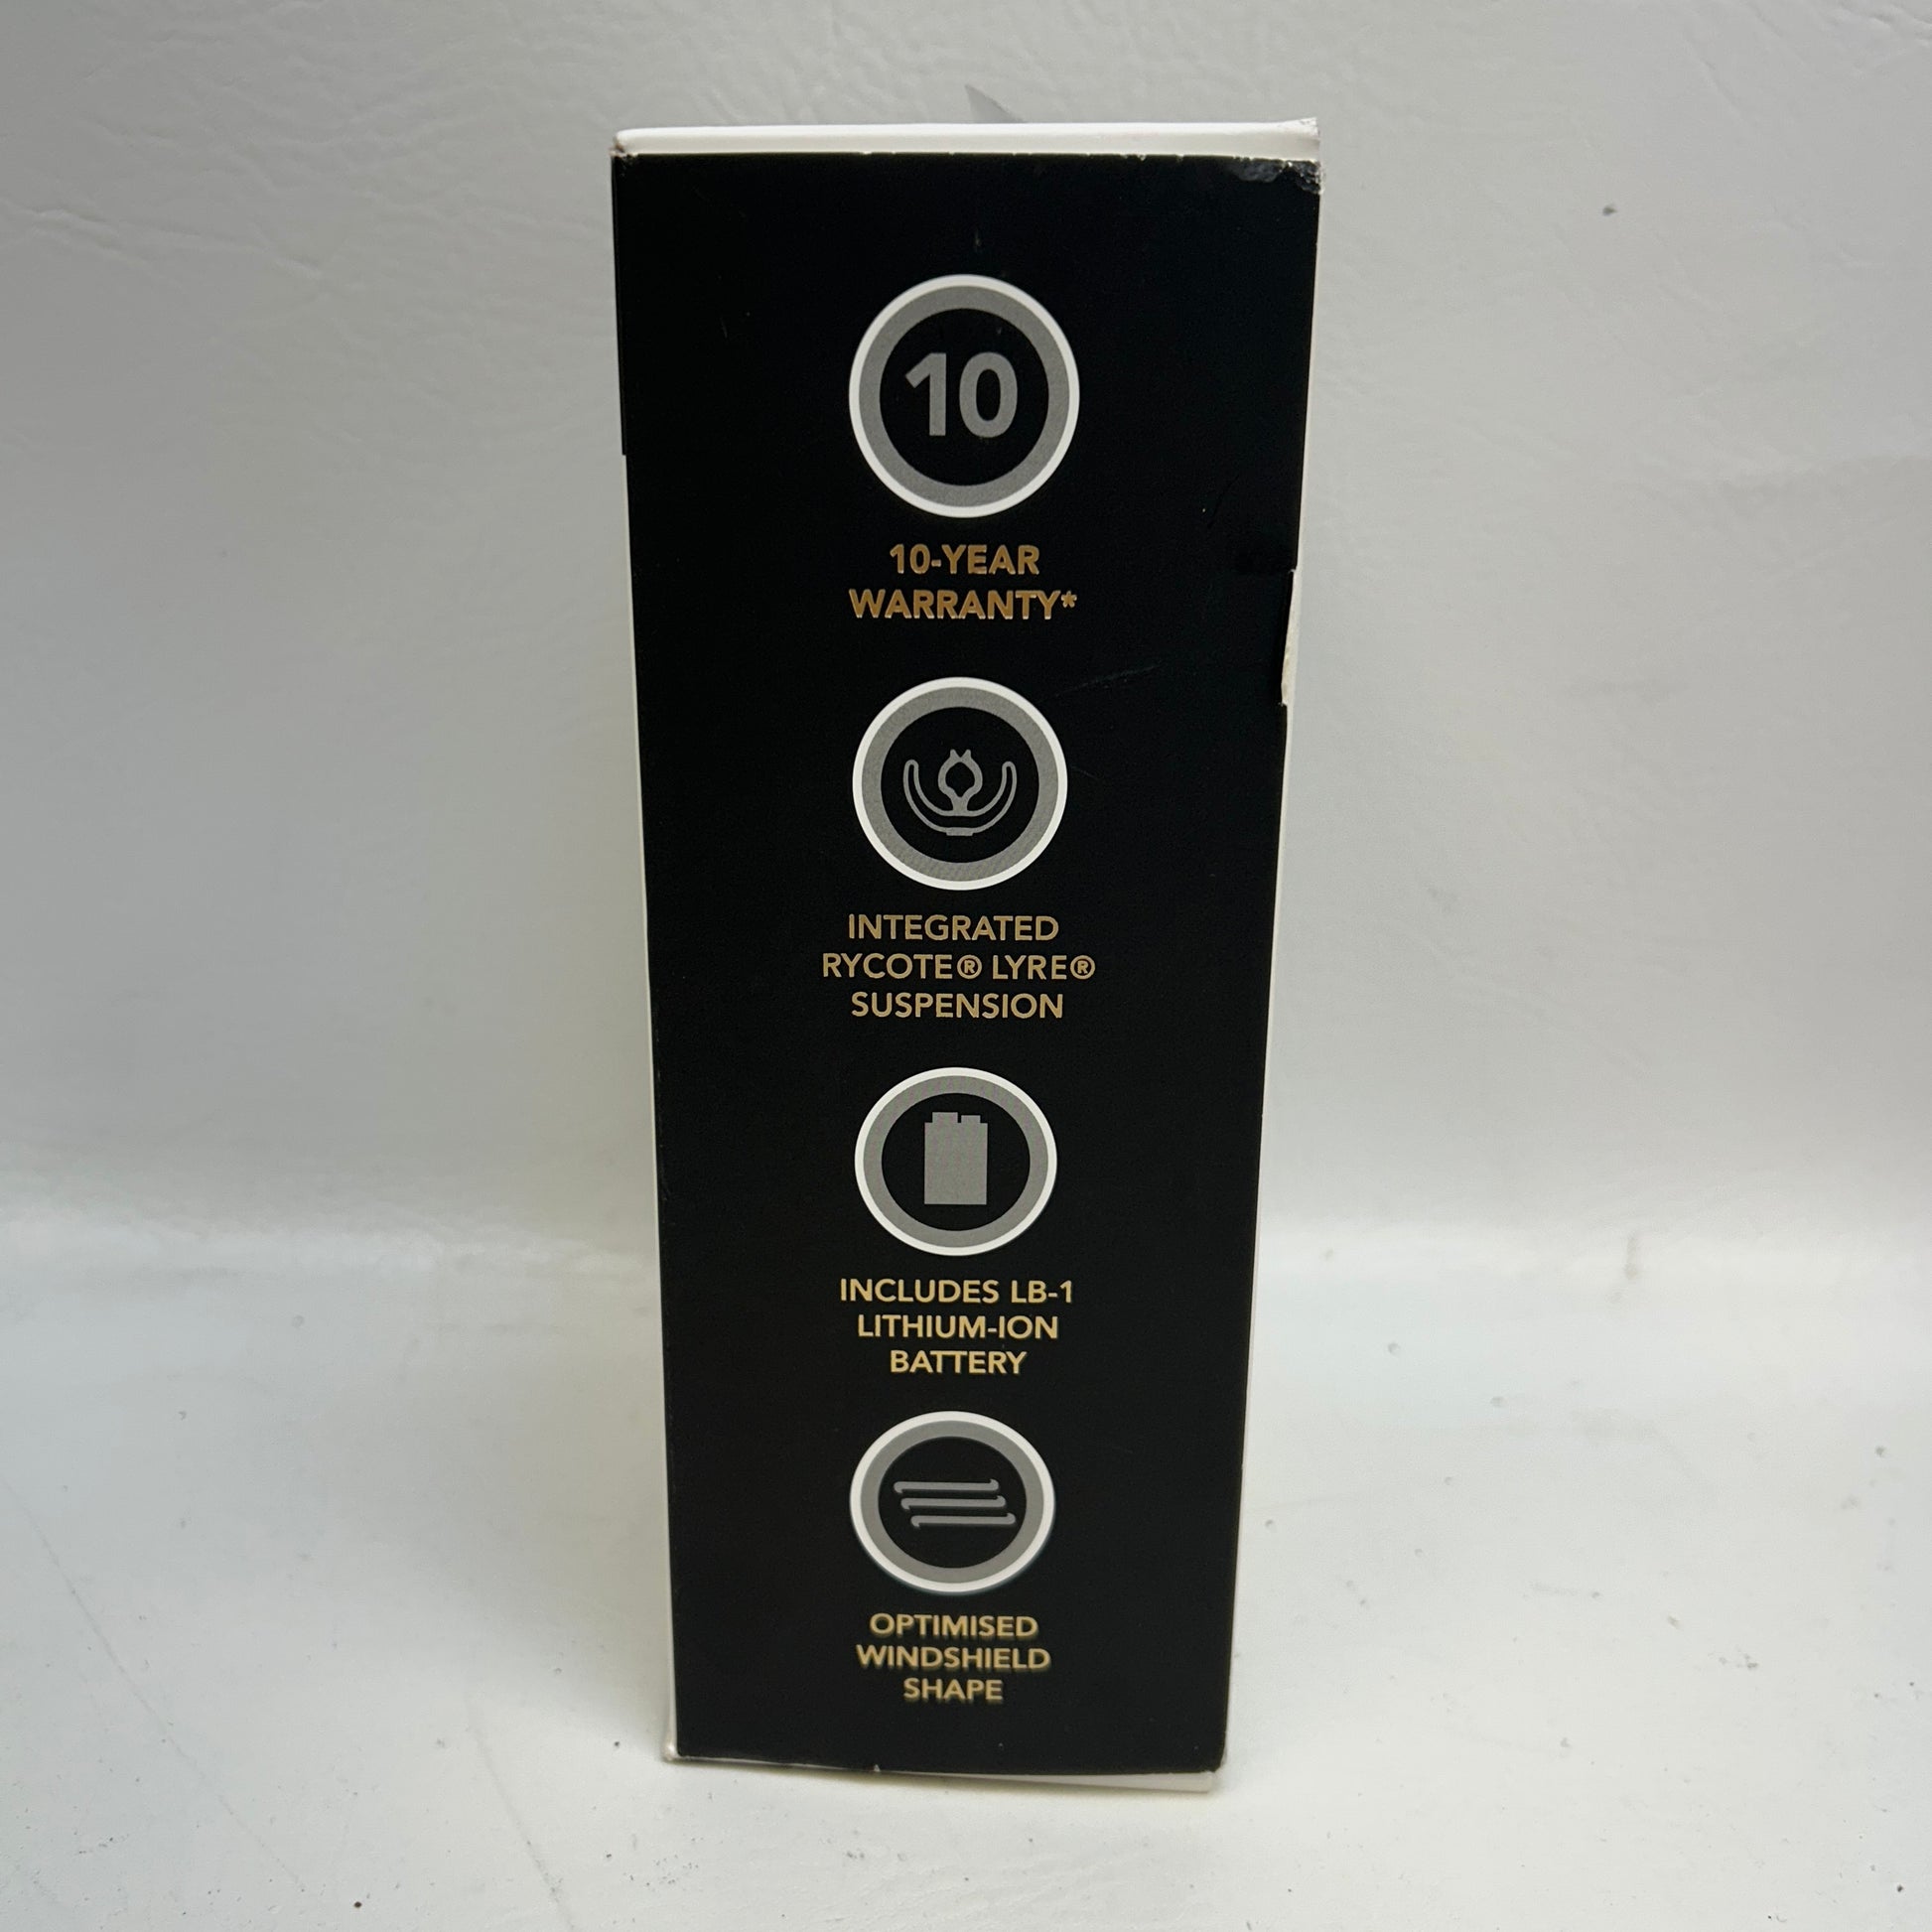 10
10-YEAR
WARRANTY*
INTEGRATED
RYCOTE® LYRE®
SUSPENSION
INCLUDES LB-1
LITHIUM-ION
BATTERY
OPTIMISED
WINDSHIELD
SHAPE